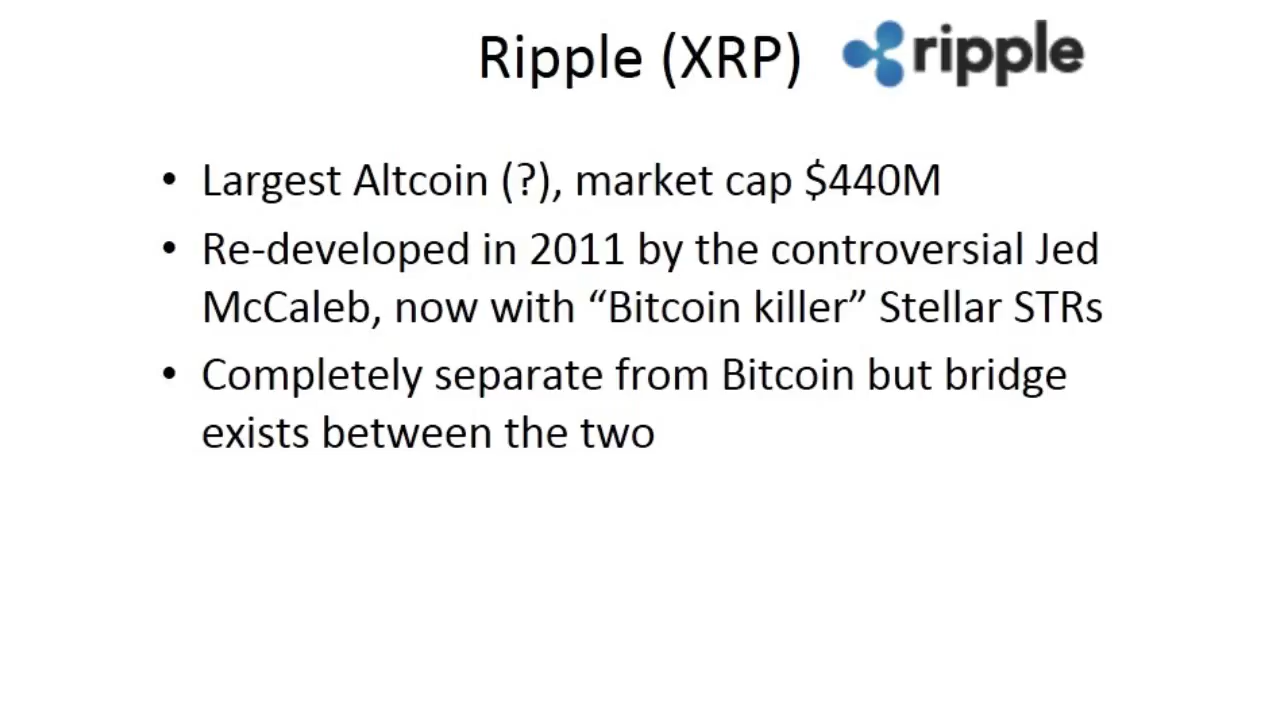 Ripple (XRP) ripple
• Largest Altcoin (?), market cap $440M
• Re-developed in 2011 by the controversial Jed
McCaleb, now with “Bitcoin killer” Stellar STRs
• Completely separate from Bitcoin but bridge
exists between the two